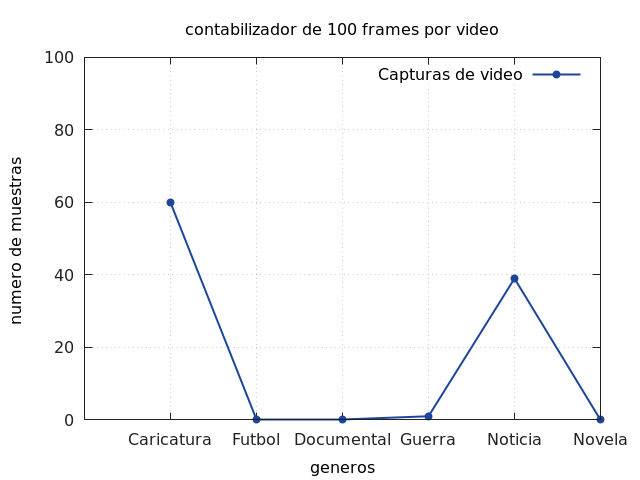 contabilizador de 100 frames por video
Capturas de video
100
80
60
40
20
0
numero de muestras
Caricatura Futbol Documental Guerra Noticia Novela
generos